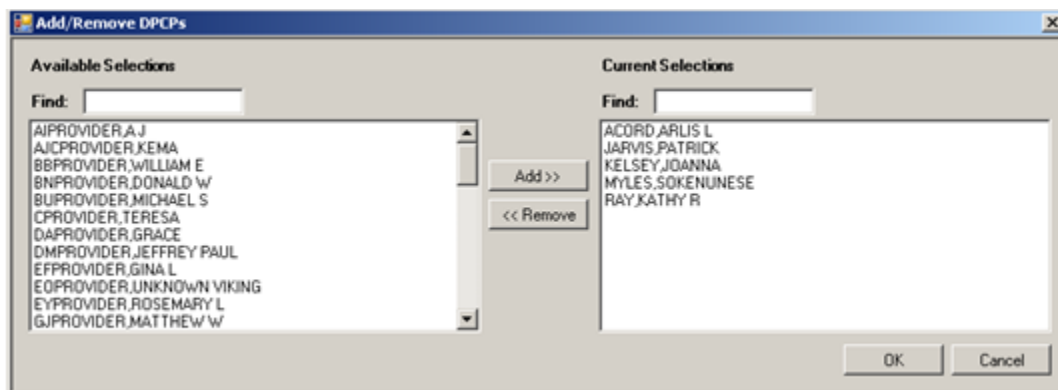 Add/Remove DPCPs
Available Selections
Find:
AIPROVIDER,A J
AJCPROVIDER,KEMA
BBPROVIDER,WILLIAM E
BNPROVIDER,DONALD W
BUPROVIDER,MICHAEL S
CPROVIDER,TERESA
DAPROVIDER,GRACE
DMPROVIDER,JEFFREY PAUL
EFPROVIDER,GINA L
EOPROVIDER,UNKNOWN VIKING
EYPROVIDER,ROSEMARY L
GJPROVIDER,MATTHEW W
Add >>
<< Remove
Current Selections
Find:
ACORD,ARLIS L
JARVIS,PATRICK
KELSEY,JOANNA
MYLES,SOKENUNESE
RAY,KATHY R
OK
Cancel